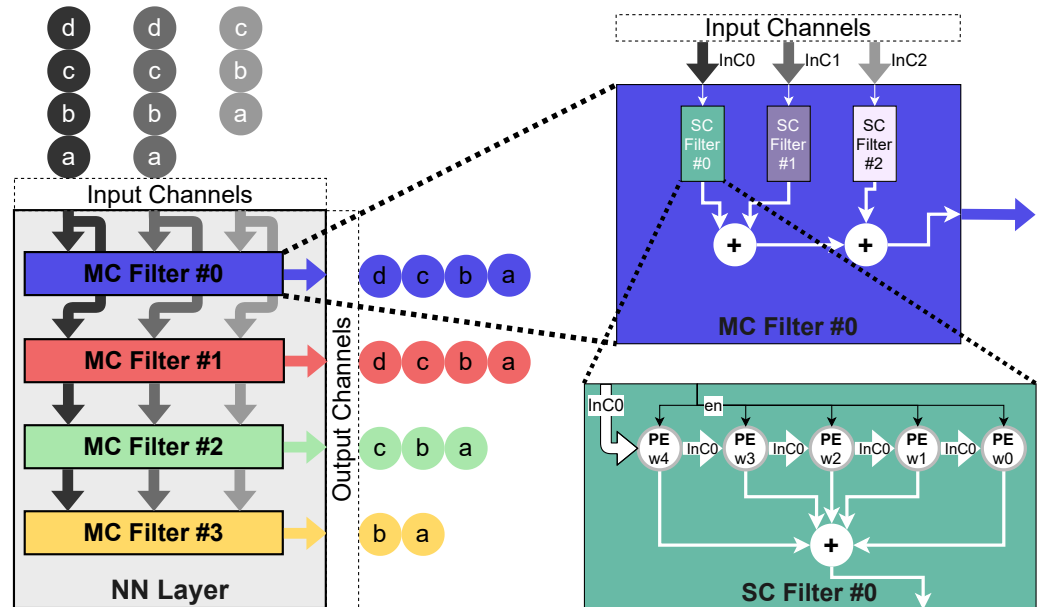 d d c
c c b
b b a
a a
Input Channels
MC Filter #0
d c b a
MC Filter #1
d c b a
MC Filter #2
c b a
MC Filter #3
b a
NN Layer
Output Channels
Input Channels
InC0 InC1 InC2
SC
Filter
#0
SC
Filter
#1
SC
Filter
#2
+ +
MC Filter #0
InC0 en
PE
w4
InC0
PE
w3
InC0
PE
w2
InC0
PE
w1
InC0
PE
w0
+
SC Filter #0